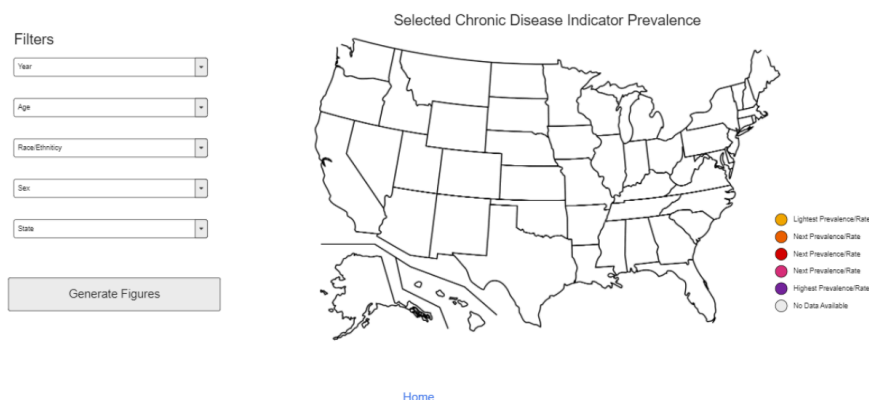 Selected Chronic Disease Indicator Prevalence
Filters
Year
Age
Race/Ethniticy
Sex
State
Generate Figures
Lightest Prevalence/Rate
Next Prevalence/Rate
Next Prevalence/Rate
Next Prevalence/Rate
Highest Prevalence/Rate
No Data Available
Home